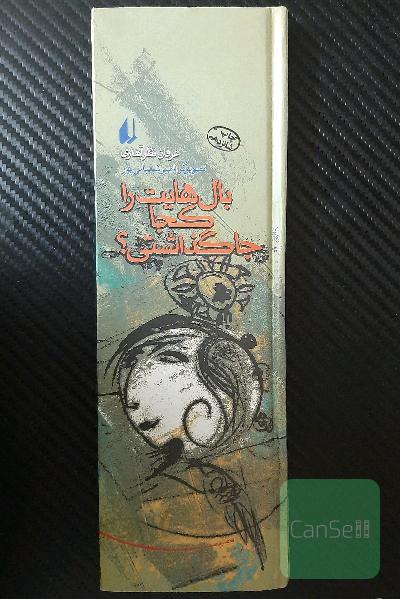 عرفان نظرآهاری
بال‌هایت را
کجا
جا گذاشتی؟
CanSell